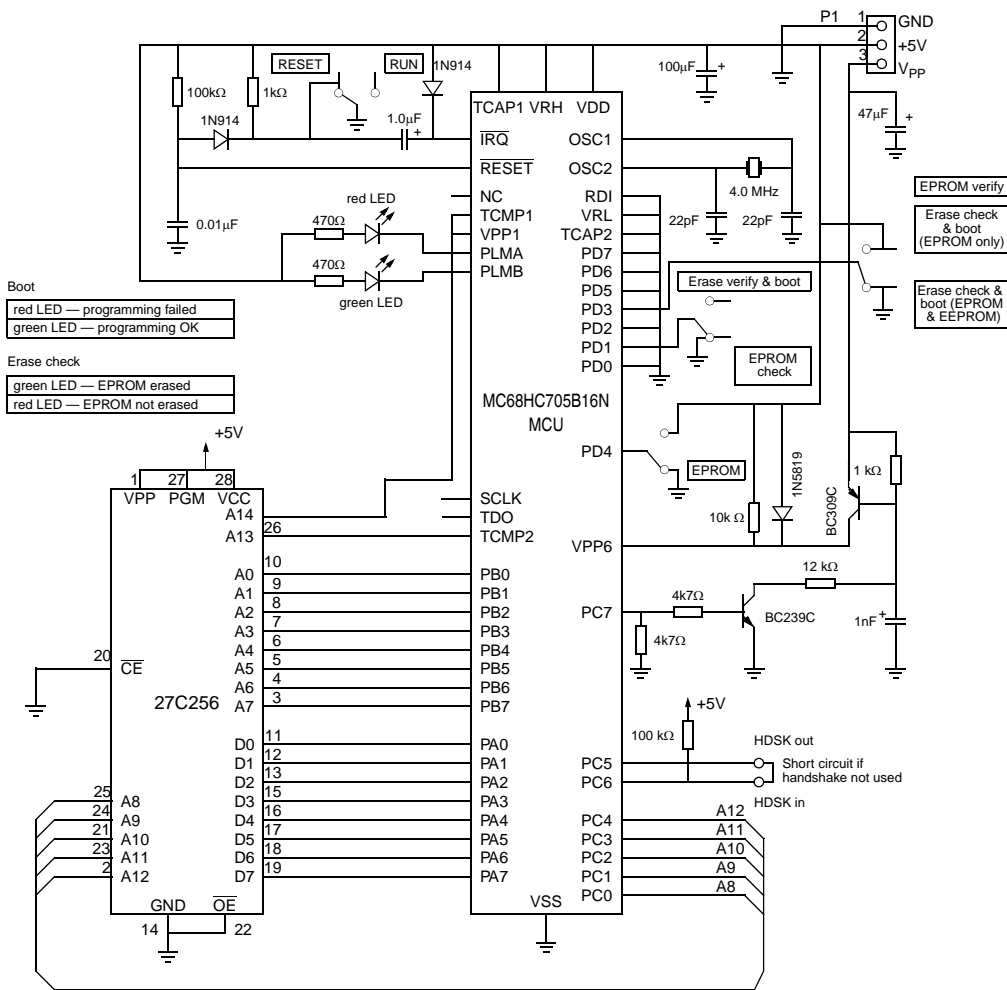 P1
1
GND
2
+5V
3
VPP
RESET
RUN
1N914
100kΩ
1kΩ
1N914
1.0µF
+
100µF
+
47µF
+
TCAP1 VRH VDD
IRQ
OSC1
RESET
OSC2
4.0 MHz
22pF
22pF
0.01µF
NC
RDI
TCMP1
VRL
VPP1
TCAP2
PLMA
PD7
PLMB
PD6
PD5
PD3
PD2
PD1
PD0
red LED
470Ω
470Ω
green LED
EPROM verify
Erase check
& boot
(EPROM only)
Erase check &
boot (EPROM
& EEPROM)
Erase verify & boot
EPROM
check
Boot
red LED — programming failed
green LED — programming OK
Erase check
green LED — EPROM erased
red LED — EPROM not erased
MC68HC705B16N
MCU
PD4
EPROM
+5V
1 27 28
VPP PGM VCC
A14
A13
26
SCLK
TDO
TCMP2
VPP6
10k Ω
1N5819
BC309C
1 kΩ
12 kΩ
BC239C
1nF
+
PC7
4k7Ω
4k7Ω
A0
10
PB0
A1
9
PB1
A2
8
PB2
A3
7
PB3
A4
6
PB4
A5
5
PB5
A6
4
PB6
A7
3
PB7
20
CE
27C256
D0
11
PA0
D1
12
PA1
D2
13
PA2
D3
15
PA3
D4
16
PA4
D5
17
PA5
D6
18
PA6
D7
19
PA7
25
A8
24
A9
21
A10
23
A11
2
A12
GND
OE
14
22
+5V
100 kΩ
HDSK out
PC5
Short circuit if
handshake not used
PC6
HDSK in
PC4
A12
PC3
A11
PC2
A10
PC1
A9
PC0
A8
VSS